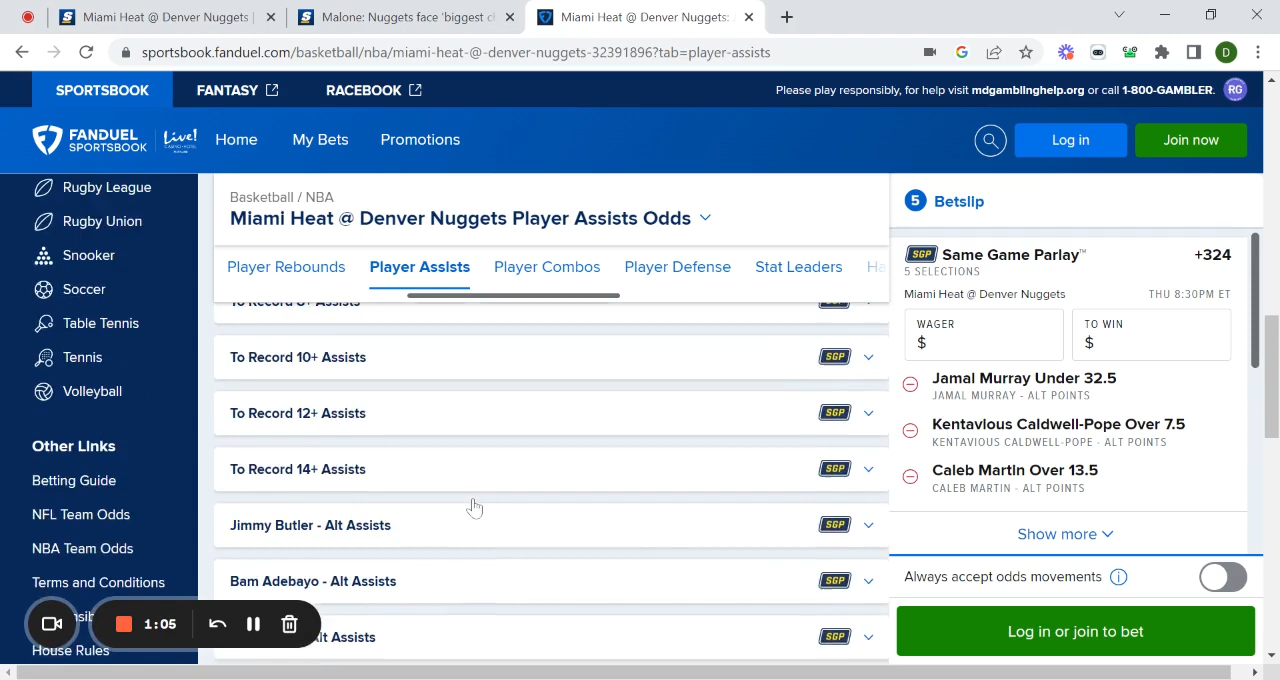 Miami Heat @ Denver Nuggets
Malone: Nuggets face 'biggest c
Miami Heat @ Denver Nuggets:
sportsbook.fanduel.com/basketball/nba/miami-heat-@-denver-nuggets-32391896?tab=player-assists
D
SPORTSBOOK
FANTASY
RACEBOOK
Please play responsibly, for help visit mdgamblinghelp.org or call 1-800-GAMBLER.
RG
FANDUEL
SPORTSBOOK
Live!
Home
My Bets
Promotions
Log in
Join now
Rugby League
Rugby Union
Snooker
Soccer
Table Tennis
Tennis
Volleyball
Other Links
Betting Guide
NFL Team Odds
NBA Team Odds
Terms and Conditions
House Rules
1:05
Basketball / NBA
Miami Heat @ Denver Nuggets Player Assists Odds
Player Rebounds
Player Assists
Player Combos
Player Defense
Stat Leaders
Ha
To Record 8+ Assists
SGP
To Record 10+ Assists
SGP
To Record 12+ Assists
SGP
To Record 14+ Assists
SGP
Jimmy Butler - Alt Assists
SGP
Bam Adebayo - Alt Assists
SGP
Alt Assists
SGP
5
Betslip
SGP
Same Game Parlay™
+324
5 SELECTIONS
Miami Heat @ Denver Nuggets
THU 8:30PM ET
WAGER
$
TO WIN
$
Jamal Murray Under 32.5
JAMAL MURRAY - ALT POINTS
Kentavious Caldwell-Pope Over 7.5
KENTAVIOUS CALDWELL-POPE - ALT POINTS
Caleb Martin Over 13.5
CALEB MARTIN - ALT POINTS
Show more
Always accept odds movements
Log in or join to bet